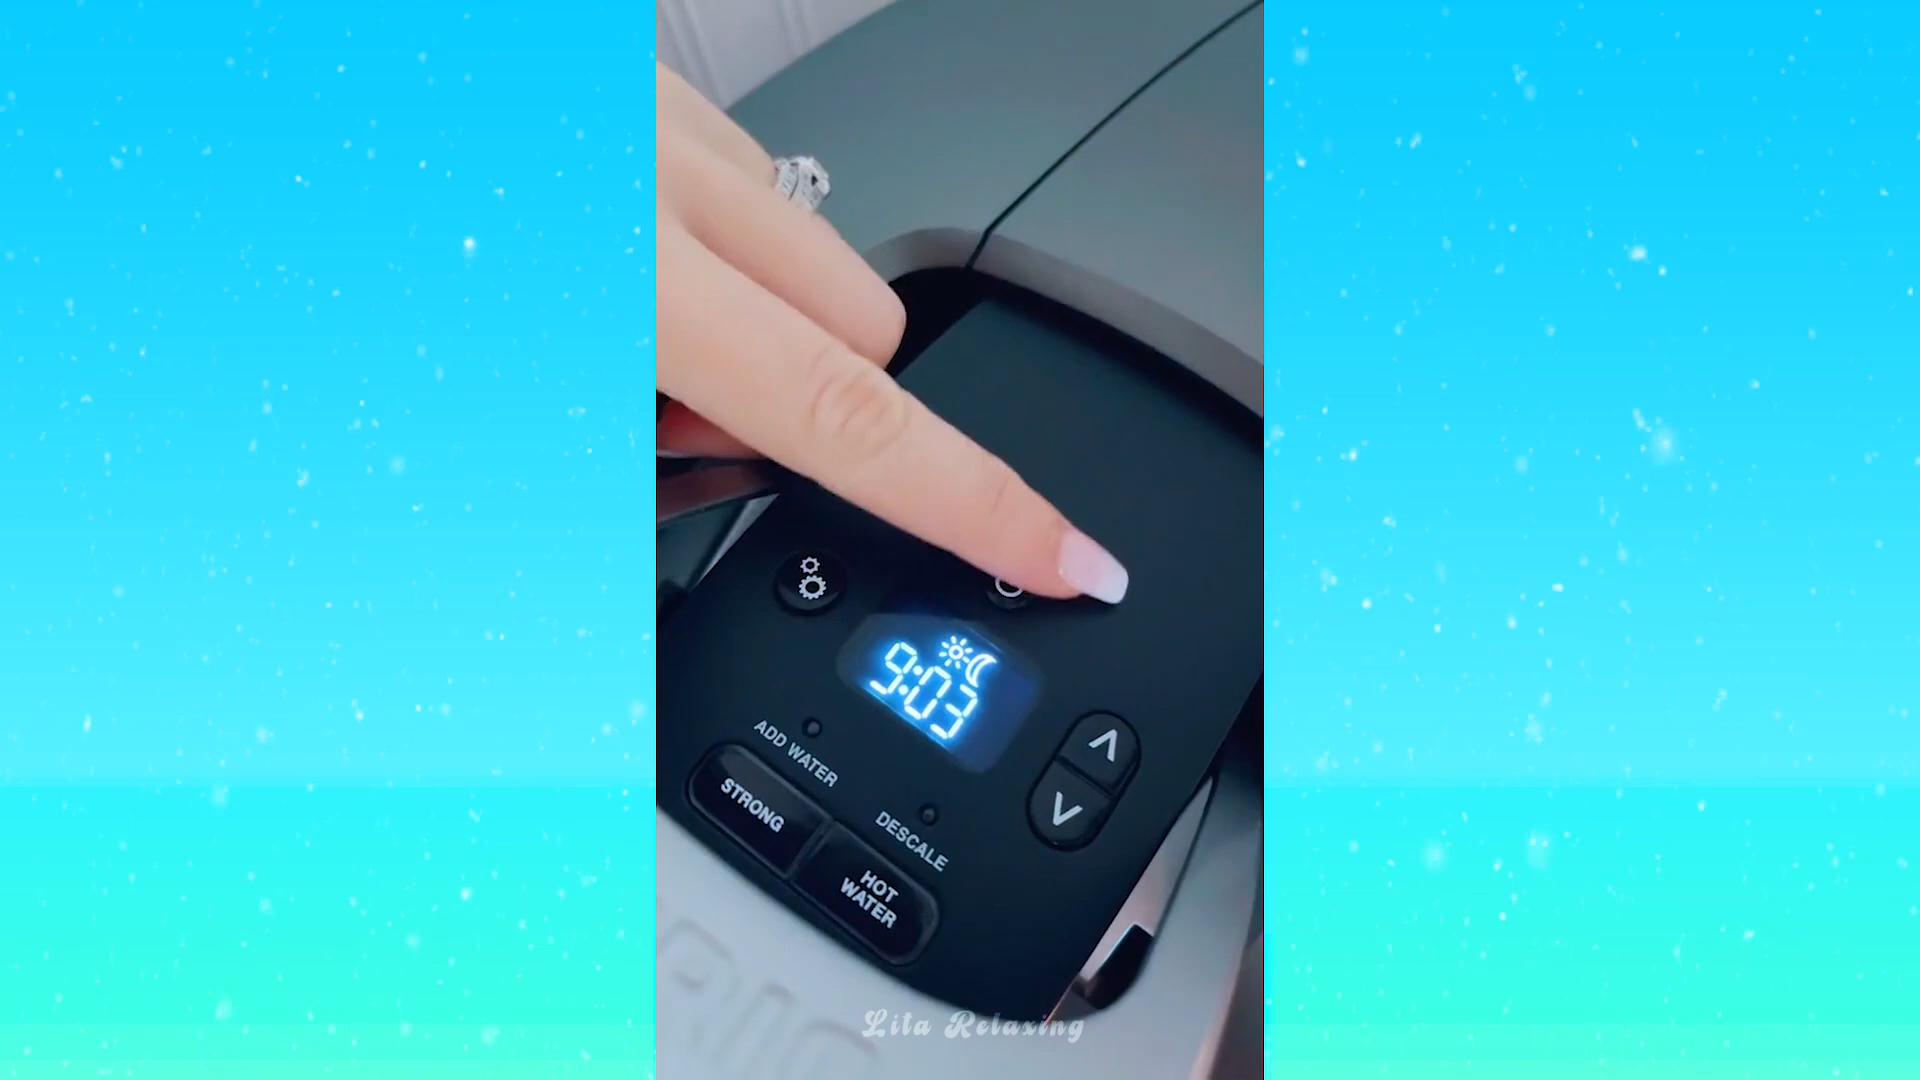 9:03
ADD WATER
DESCALE
STRONG
HOT
WATER
Lita Relaxing